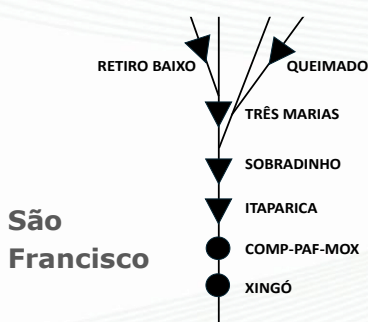 RETIRO BAIXO
QUEIMADO
TRÊS MARIAS
SOBRADINHO
ITAPARICA
São
Francisco
COMP-PAF-MOX
XINGÓ